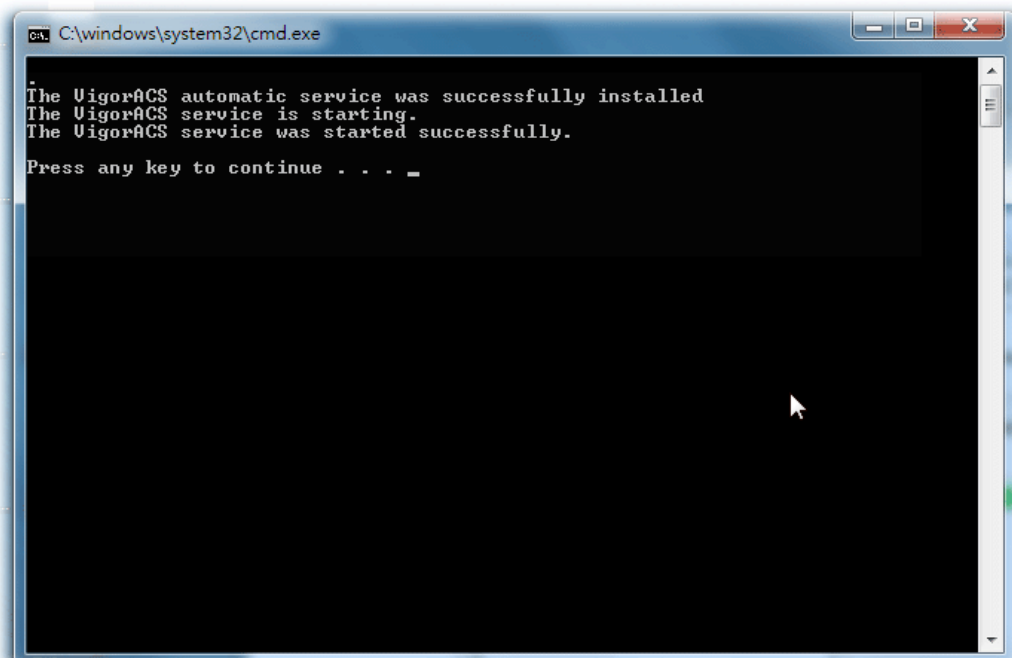 C:\windows\system32\cmd.exe
.
The VigorACS automatic service was successfully installed
The VigorACS service is starting.
The VigorACS service was started successfully.
Press any key to continue . . . _